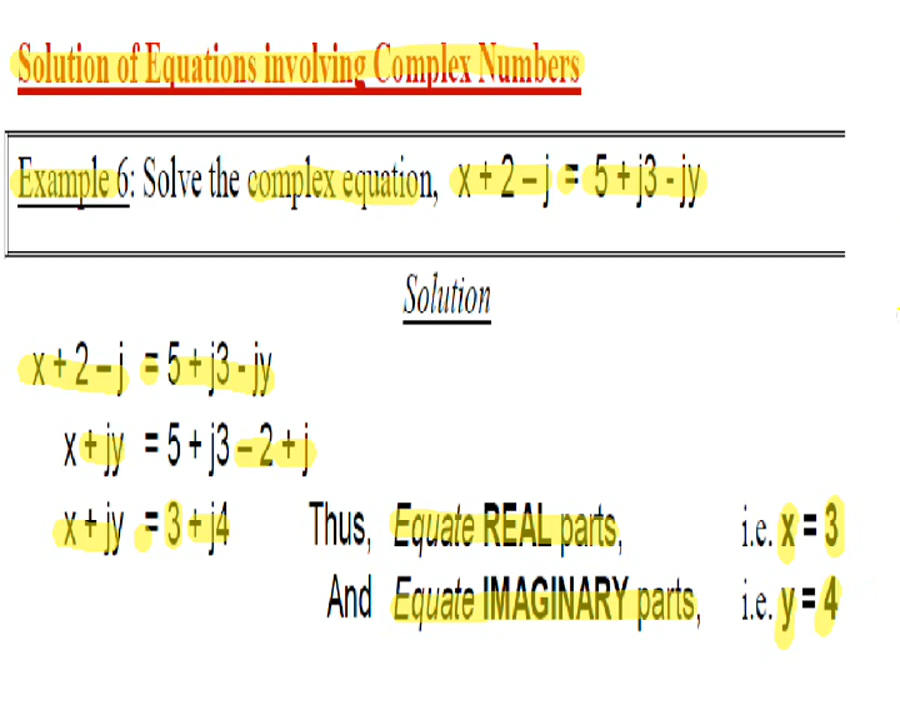 Solution of Equations involving Complex Numbers
Example 6: Solve the complex equation, x + 2 – j = 5 + j3 - jy
Solution
x + 2 – j = 5 + j3 - jy
x + jy = 5 + j3 – 2 + j
x + jy = 3 + j4 Thus, Equate REAL parts, i.e. x = 3
And Equate IMAGINARY parts, i.e. y = 4